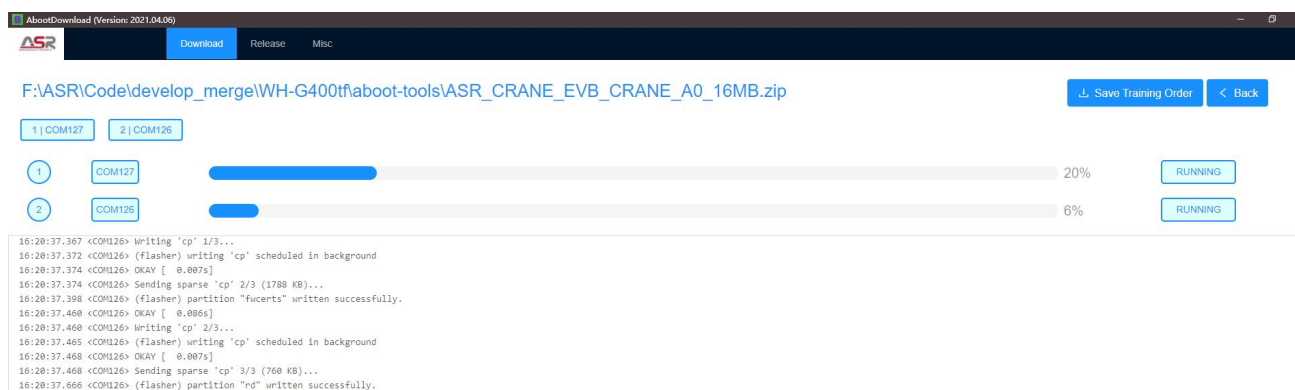 AbootDownload (Version: 2021.04.06)
ASR Download Release Misc
F:\ASR\Code\develop_merge\WH-G400tf\aboot-tools\ASR_CRANE_EVB_CRANE_A0_16MB.zip Save Training Order < Back
1 | COM127 2 | COM126
1 COM127 20% RUNNING
2 COM126 6% RUNNING
16:20:37.367 <COM126> Writing 'cp' 1/3...
16:20:37.372 <COM126> (flasher) writing 'cp' scheduled in background
16:20:37.374 <COM126> OKAY [  0.007s]
16:20:37.374 <COM126> Sending sparse 'cp' 2/3 (1788 KB)...
16:20:37.398 <COM126> (flasher) partition "fwcerts" written successfully.
16:20:37.460 <COM126> OKAY [  0.086s]
16:20:37.460 <COM126> Writing 'cp' 2/3...
16:20:37.465 <COM126> (flasher) writing 'cp' scheduled in background
16:20:37.468 <COM126> OKAY [  0.007s]
16:20:37.468 <COM126> Sending sparse 'cp' 3/3 (760 KB)...
16:20:37.666 <COM126> (flasher) partition "rd" written successfully.